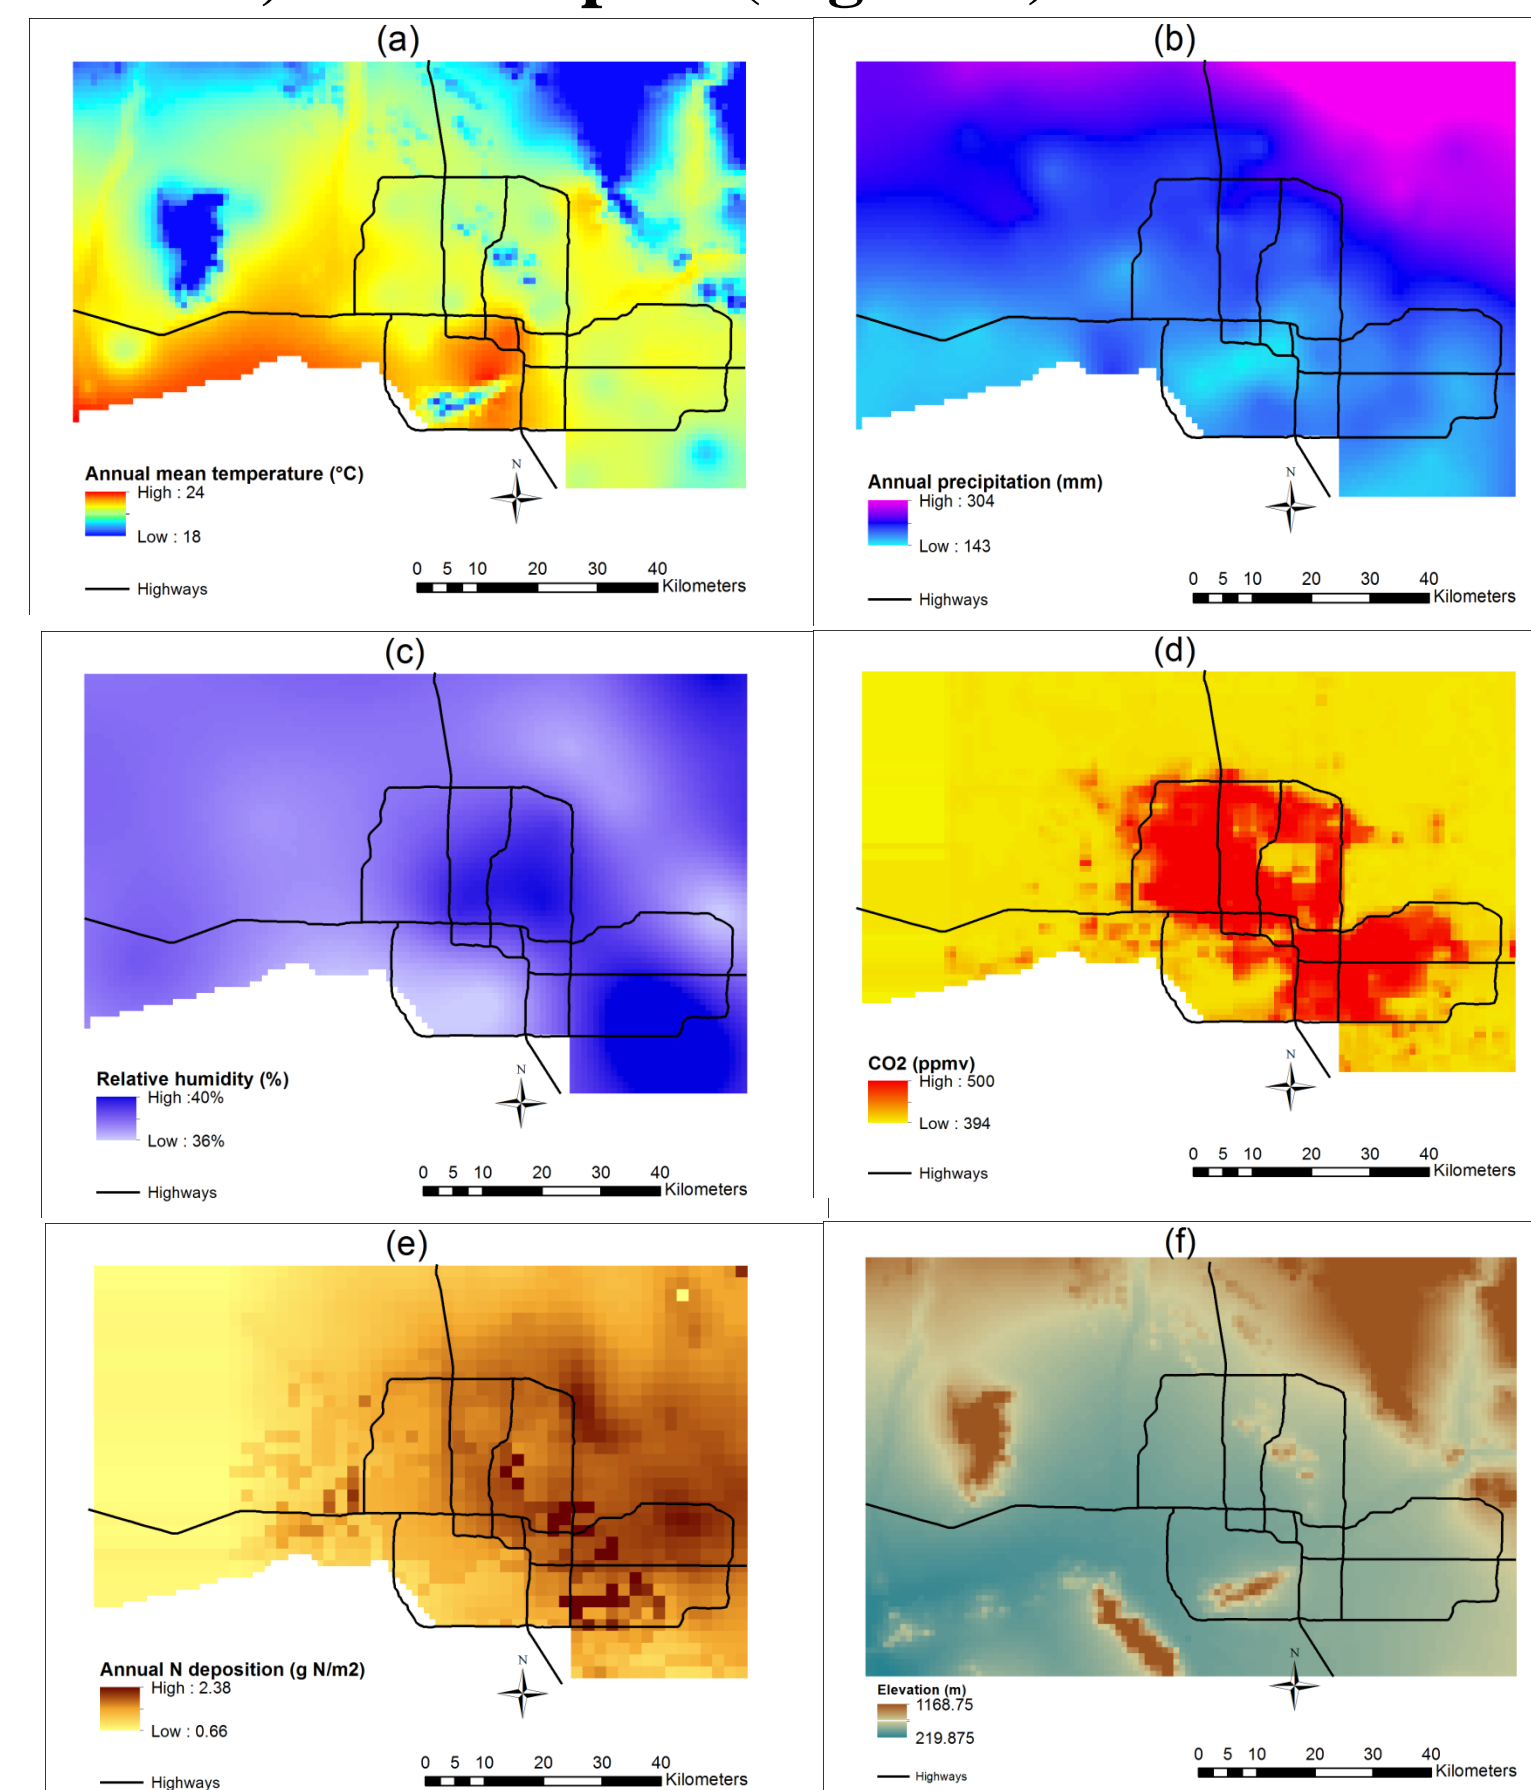 (a)
Annual mean temperature (°C)
High : 24
Low : 18
Highways
N
0 5 10 20 30 40
Kilometers
(b)
Annual precipitation (mm)
High : 304
Low : 143
Highways
N
0 5 10 20 30 40
Kilometers
(c)
Relative humidity (%)
High :40%
Low : 36%
Highways
N
0 5 10 20 30 40
Kilometers
(d)
CO2 (ppmv)
High : 500
Low : 394
Highways
N
0 5 10 20 30 40
Kilometers
(e)
Annual N deposition (g N/m2)
High : 2.38
Low : 0.66
Highways
N
0 5 10 20 30 40
Kilometers
(f)
Elevation (m)
1168.75
219.875
Highways
N
0 5 10 20 30 40
Kilometers